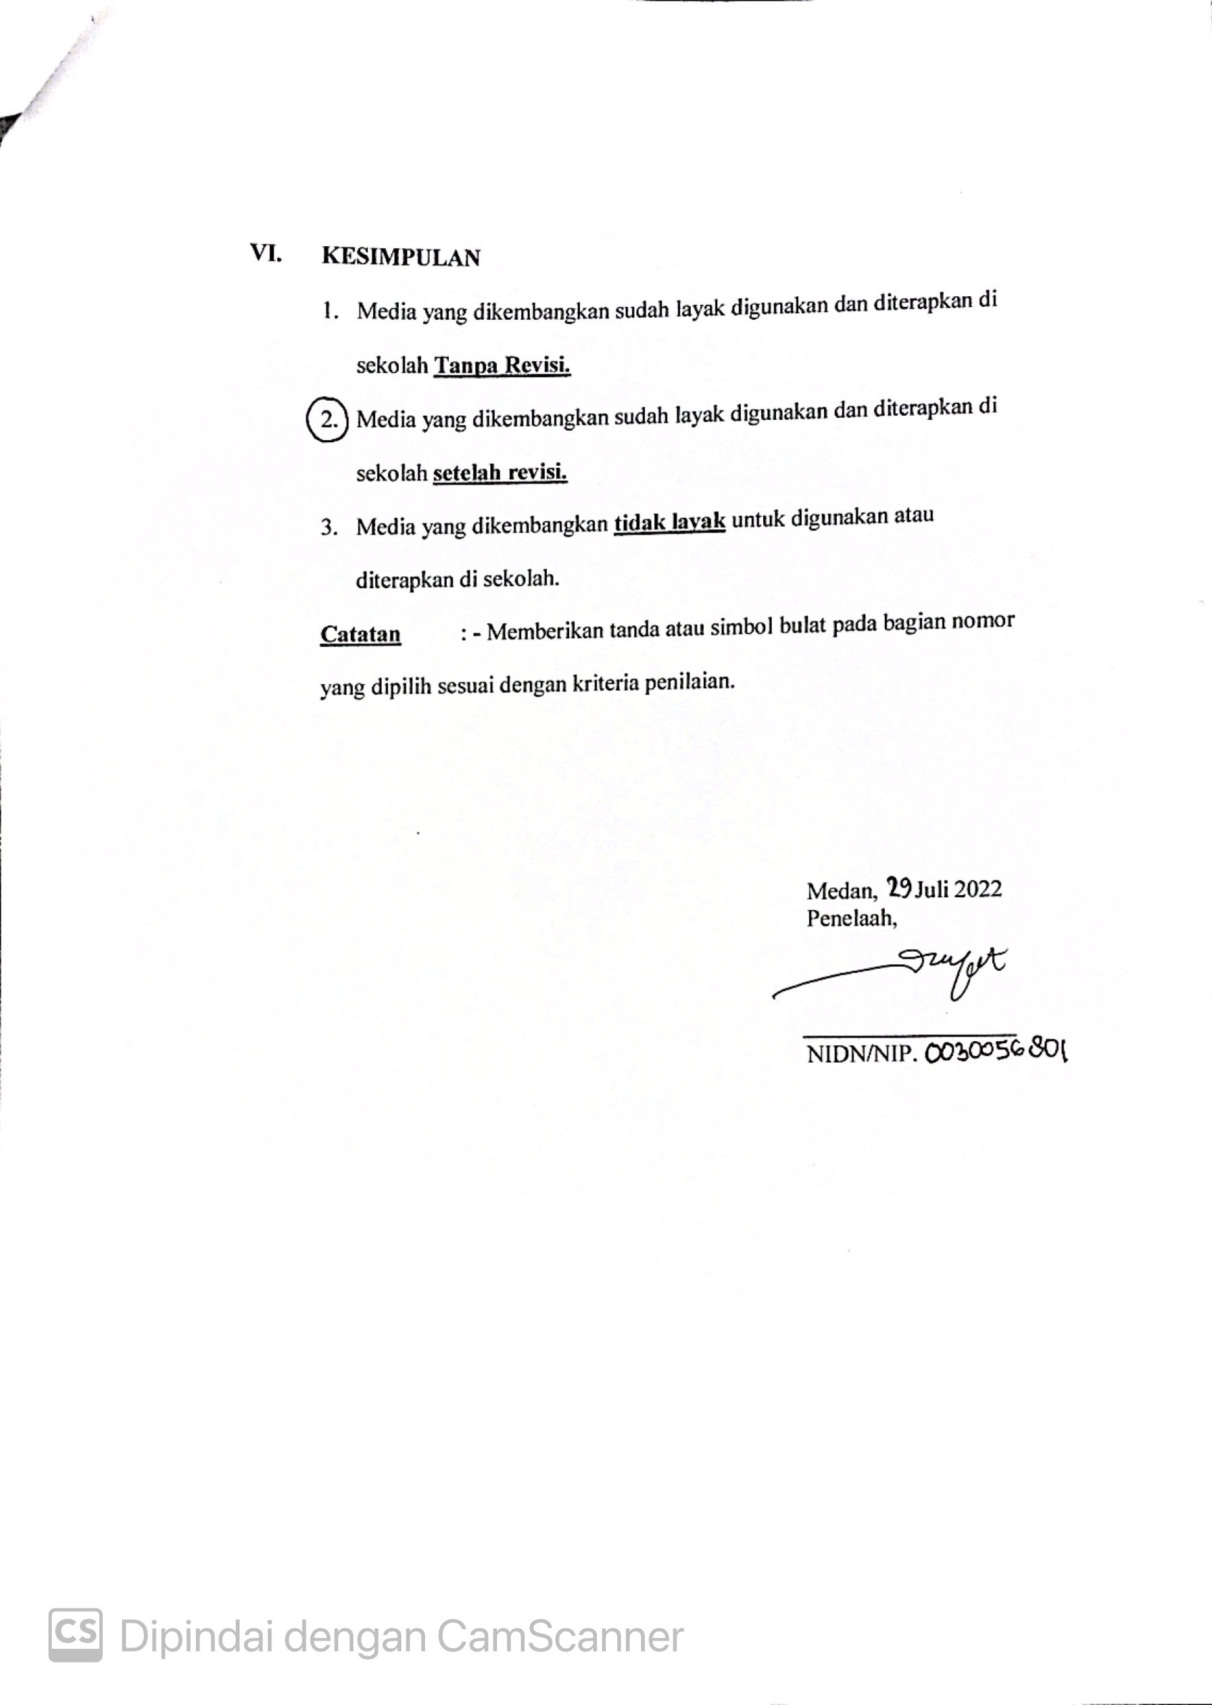 VI. KESIMPULAN
1. Media yang dikembangkan sudah layak digunakan dan diterapkan di
sekolah Tanpa Revisi.
2. Media yang dikembangkan sudah layak digunakan dan diterapkan di
sekolah setelah revisi.
3. Media yang dikembangkan tidak layak untuk digunakan atau
diterapkan di sekolah.
Catatan : - Memberikan tanda atau simbol bulat pada bagian nomor
yang dipilih sesuai dengan kriteria penilaian.
Medan, 29 Juli 2022
Penelaah,
NIDN/NIP. 0030056801
CS Dipindai dengan CamScanner